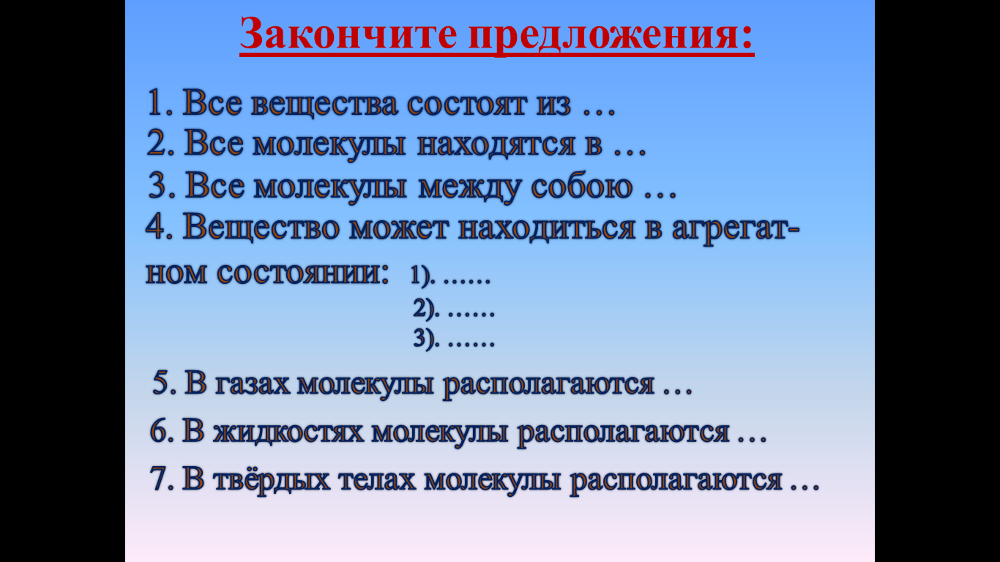 Закончите предложения:
1. Все вещества состоят из …
2. Все молекулы находятся в …
3. Все молекулы между собою …
4. Вещество может находиться в агрегат-
ном состоянии: 1). ……
2). ……
3). ……
5. В газах молекулы располагаются …
6. В жидкостях молекулы располагаются …
7. В твёрдых телах молекулы располагаются …